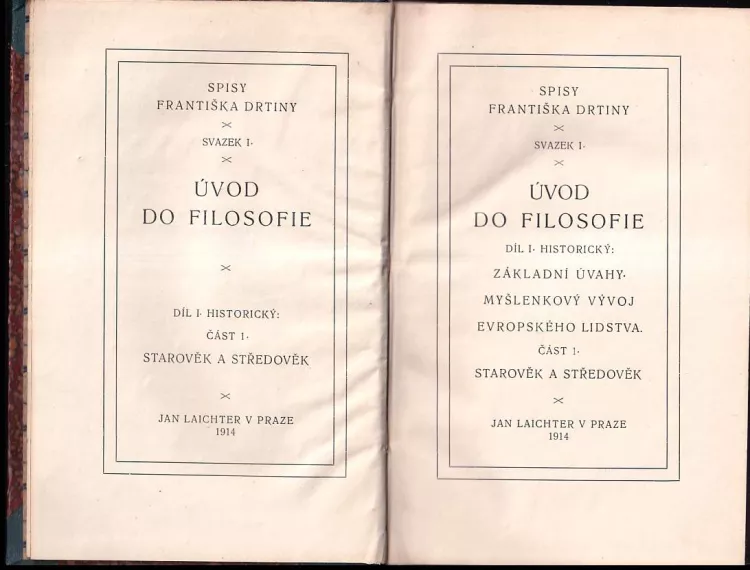 SPISY
FRANTIŠKA DRTINY
SVAZEK I·
ÚVOD
DO FILOSOFIE
DÍL I· HISTORICKÝ:
ČÁST 1·
STAROVĚK A STŘEDOVĚK
JAN LAICHTER V PRAZE
1914
SPISY
FRANTIŠKA DRTINY
SVAZEK I·
ÚVOD
DO FILOSOFIE
DÍL I· HISTORICKÝ:
ZÁKLADNÍ ÚVAHY·
MYŠLENKOVÝ VÝVOJ
EVROPSKÉHO LIDSTVA.
ČÁST 1·
STAROVĚK A STŘEDOVĚK
JAN LAICHTER V PRAZE
1914